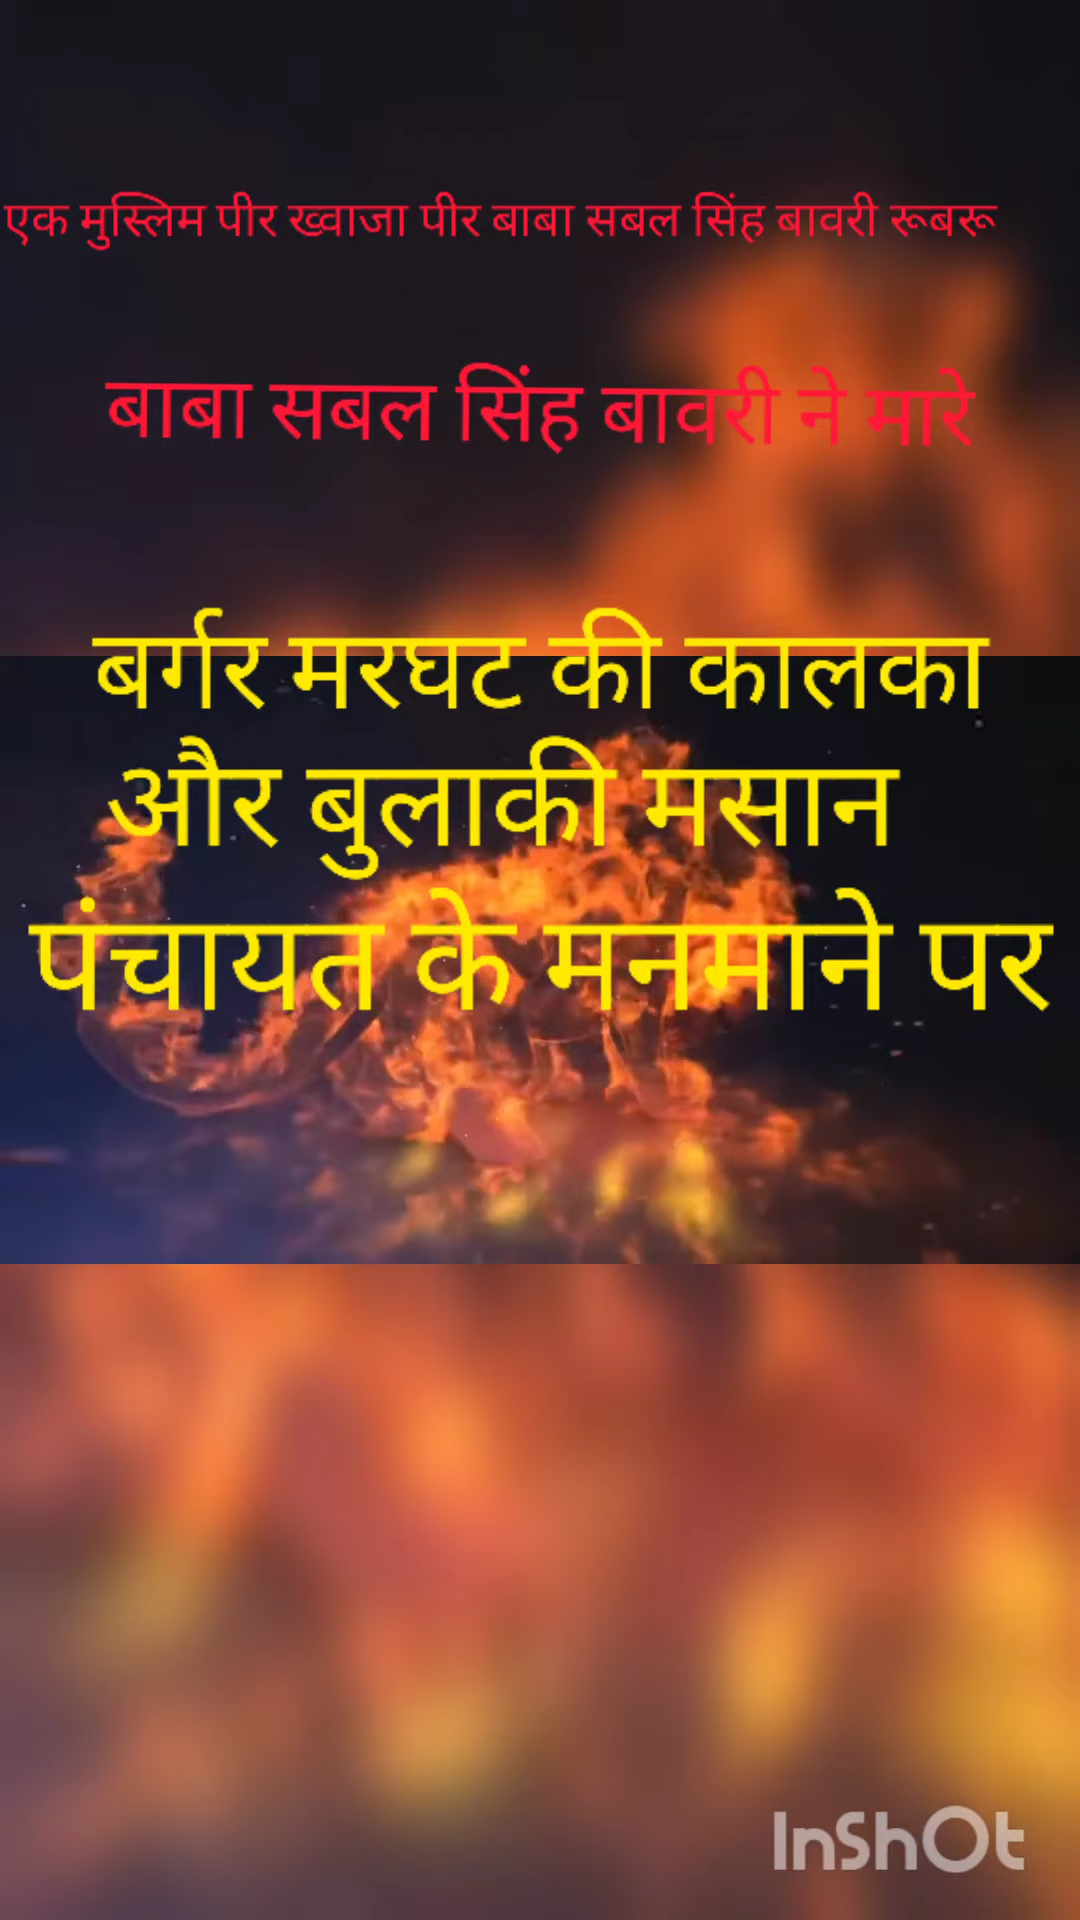 एक मुस्लिम पीर ख्वाजा पीर बाबा सबल सिंह बावरी रूबरू
बाबा सबल सिंह बावरी ने मारे
बर्गर मरघट की कालका
और बुलाकी मसान
पंचायत के मनमाने पर
InShOt